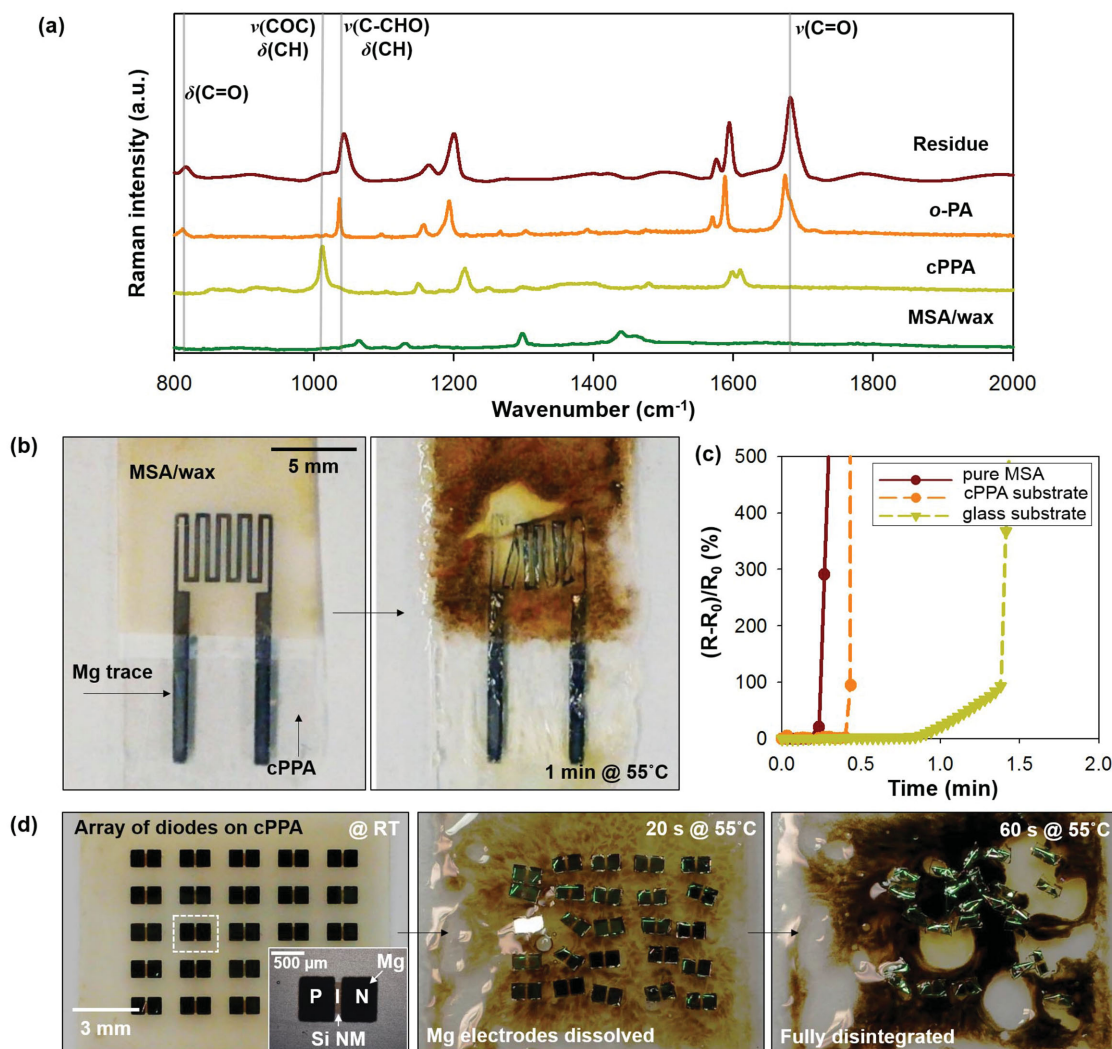 (a)
ν(COC)
δ(CH)
ν(C-CHO)
δ(CH)
ν(C=O)
δ(C=O)
Residue
o-PA
cPPA
MSA/wax
Raman intensity (a.u.)
800 1000 1200 1400 1600 1800 2000
Wavenumber (cm⁻¹)
(b)
MSA/wax
5 mm
Mg trace
cPPA
1 min @ 55˚C
(c)
500
400
300
200
100
0
(R-R₀)/R₀ (%)
pure MSA
cPPA substrate
glass substrate
0.0 0.5 1.0 1.5 2.0
Time (min)
(d)
Array of diodes on cPPA
@ RT
3 mm
500 µm
Mg
P I N
Si NM
20 s @ 55˚C
Mg electrodes dissolved
60 s @ 55˚C
Fully disintegrated